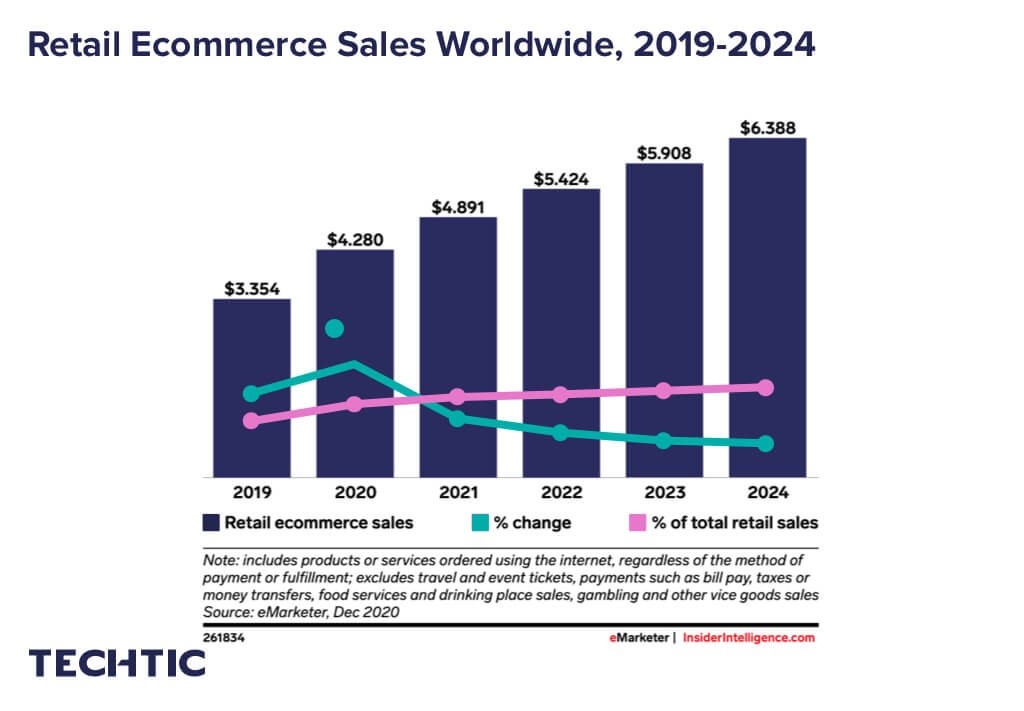 Retail Ecommerce Sales Worldwide, 2019-2024
$6.388
$5.908
$5.424
$4.891
$4.280
$3.354
2019 2020 2021 2022 2023 2024
Retail ecommerce sales % change % of total retail sales
Note: includes products or services ordered using the internet, regardless of the method of
payment or fulfillment; excludes travel and event tickets, payments such as bill pay, taxes or
money transfers, food services and drinking place sales, gambling and other vice goods sales
Source: eMarketer, Dec 2020
261834 eMarketer | InsiderIntelligence.com
TECHTIC